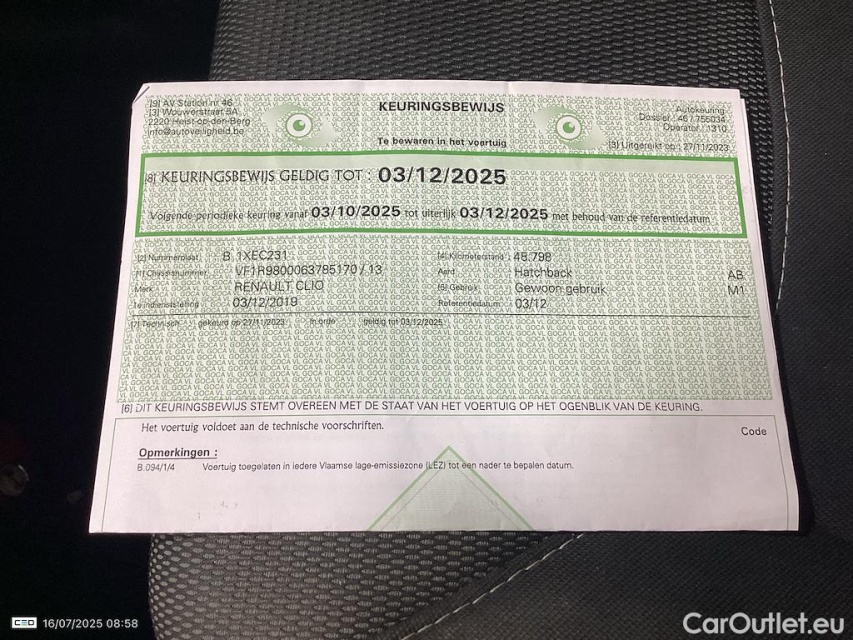 [9] AV Station nr 46
[3] Wouwerstraat 5A
2220 Heist-op-den-Berg
info@autoveiligheid.be
KEURINGSBEWIJS
Te bewaren in het voertuig
Autokeuring
Dossier : 46 / 755034
Operator : 1310
[3] Uitgereikt op : 27/11/2023
[8] KEURINGSBEWIJS GELDIG TOT : 03/12/2025
Volgende periodieke keuring vanaf 03/10/2025 tot uiterlijk 03/12/2025 met behoud van de referentiedatum
[2] Nummerplaat B 1XEC231 [4] Kilometerstand : 48.798
[1] Chassisnummer VF1R9800063785170 / 13 Aard Hatchback AB
Merk RENAULT CLIO [5] Gebruik Gewoon gebruik M1
1e indienststelling 03/12/2019 Referentiedatum : 03/12
[7] Technisch gekeurd op 27/11/2023 In orde geldig tot 03/12/2025
[6] DIT KEURINGSBEWIJS STEMT OVEREEN MET DE STAAT VAN HET VOERTUIG OP HET OGENBLIK VAN DE KEURING.
Het voertuig voldoet aan de technische voorschriften.
Code
Opmerkingen :
B.094/1/4 Voertuig toegelaten in iedere Vlaamse lage-emissiezone (LEZ) tot een nader te bepalen datum.
16/07/2025 08:58
CarOutlet.eu